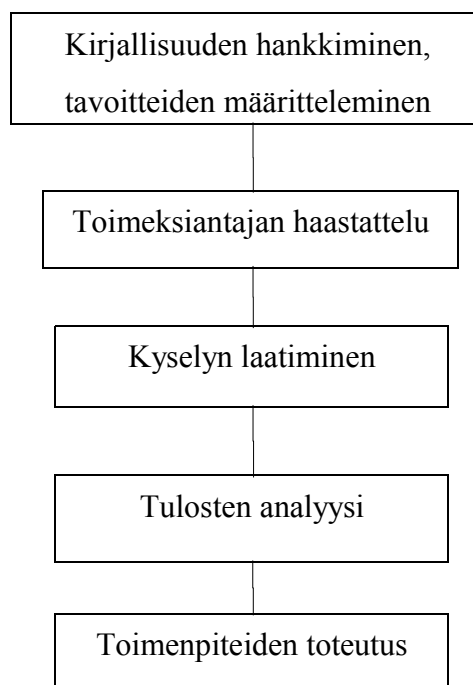 Kirjallisuuden hankkiminen,
tavoitteiden määritteleminen
Toimeksiantajan haastattelu
Kyselyn laatiminen
Tulosten analyysi
Toimenpiteiden toteutus